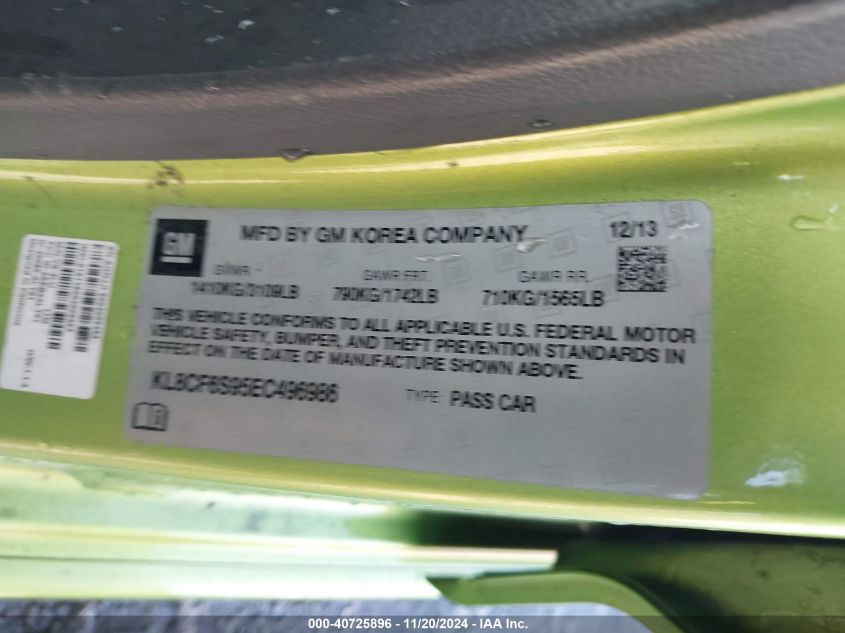 GM
MFD BY GM KOREA COMPANY 12/13
GVWR GAWR FRT. GAWR RR.
1410KG/3109LB 790KG/1742LB 710KG/1565LB
THIS VEHICLE CONFORMS TO ALL APPLICABLE U.S. FEDERAL MOTOR
VEHICLE SAFETY, BUMPER, AND THEFT PREVENTION STANDARDS IN
EFFECT ON THE DATE OF MANUFACTURE SHOWN ABOVE.
KL8CF6S95EC496986 TYPE: PASS CAR
000-40725896 - 11/20/2024 - IAA Inc.